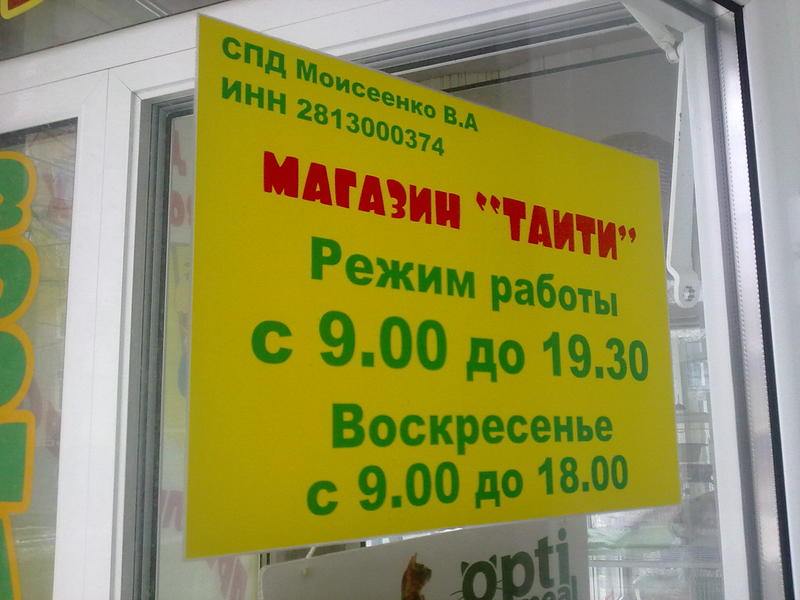 СПД Моисеенко В.А
ИНН 2813000374
МАГАЗИН "ТАИТИ"
Режим работы
с 9.00 до 19.30
Воскресенье
с 9.00 до 18.00
opti
meal